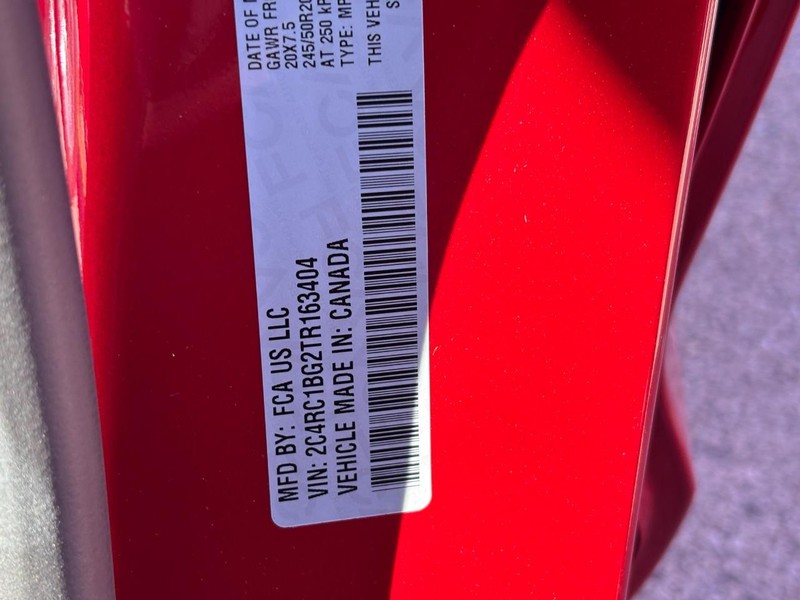 MFD BY: FCA US LLC
VIN: 2C4RC1BG2TR163404
VEHICLE MADE IN: CANADA
DATE OF
GAWR FR
20X7.5
245/50R20
AT 250 KP
TYPE: MP
THIS VEH
S